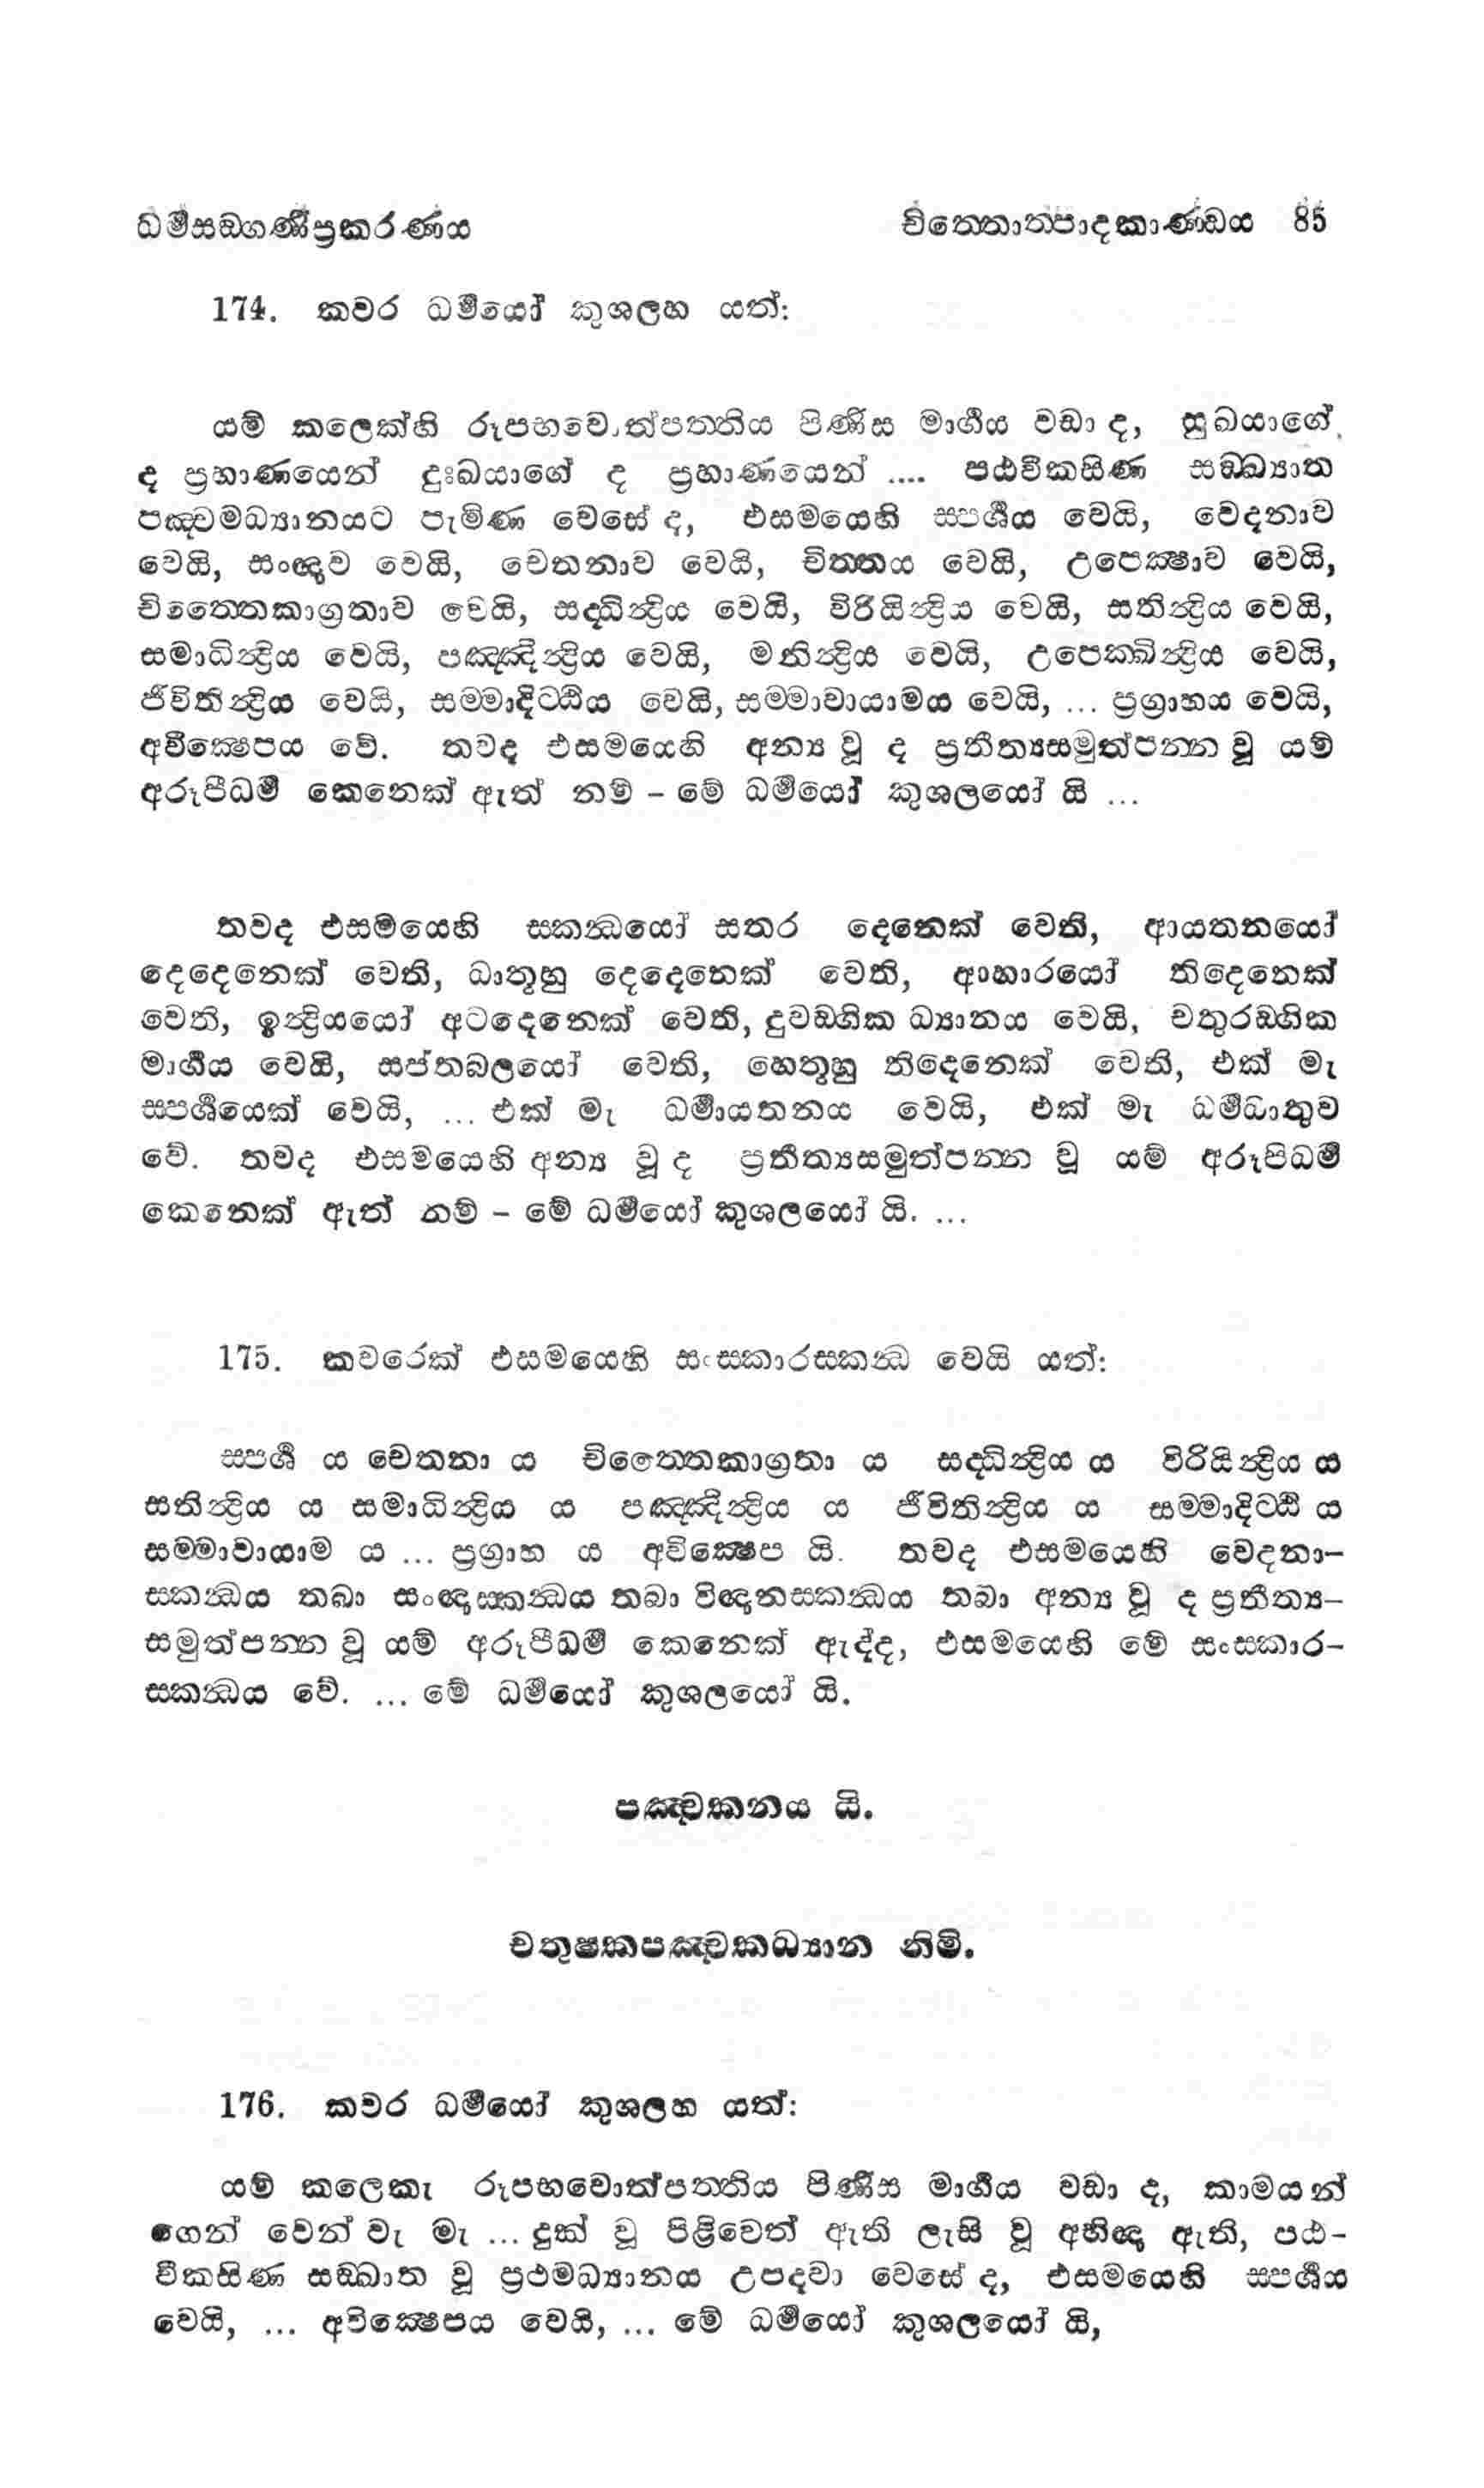 ධර්‍මසඞ්ගණීප්‍රකරණය චිත්තොත්පාදකාණ්ඩය 85
174. කවර ධර්‍මයෝ කුශලහ යත්:
යම් කලෙක්හි රූපභවොත්පත්තිය පිණිස මාර්‍ගය වඩා ද, සුඛයාගේ
ද ප්‍රහාණයෙන් දුඃඛයාගේ ද ප්‍රහාණයෙන් .... පඨවිකසිණ සඞ්ඛ්‍යාත
පඤ්චමධ්‍යානයට පැමිණ වෙසේ ද, එසමයෙහි ස්පර්‍ශය වෙයි, වෙදනාව
වෙයි, සංඥාව වෙයි, චෙතනාව වෙයි, චිත්තය වෙයි, උපෙක්‍ෂාව වෙයි,
චිත්තෛකාග්‍රතාව වෙයි, සද්ධින්‍ද්‍රිය වෙයි, විරියින්‍ද්‍රිය වෙයි, සතින්‍ද්‍රිය වෙයි,
සමාධින්‍ද්‍රිය වෙයි, පඤ්ඤින්‍ද්‍රිය වෙයි, මනින්‍ද්‍රිය වෙයි, උපෙක්ඛින්‍ද්‍රිය වෙයි,
ජීවිතින්‍ද්‍රිය වෙයි, සම්මාදිට්ඨිය වෙයි, සම්මාවායාමය වෙයි, ... ප්‍රග්‍රාහය වෙයි,
අවික්‍ෂෙපය වේ. තවද එසමයෙහි අන්‍ය වූ ද ප්‍රතීත්‍යසමුත්පන්න වූ යම්
අරූපීධර්‍ම කෙනෙක් ඇත් නම් – මේ ධර්‍මයෝ කුශලයෝ යි ...
තවද එසමයෙහි ස්කන්‍ධයෝ සතර දෙනෙක් වෙති, ආයතනයෝ
දෙදෙනෙක් වෙති, ධාතූහු දෙදෙනෙක් වෙති, ආහාරයෝ තිදෙනෙක්
වෙති, ඉන්‍ද්‍රියයෝ අටදෙනෙක් වෙති, දුවඞ්ගික ධ්‍යානය වෙයි, චතුරඞ්ගික
මාර්‍ගය වෙයි, සප්තබලයෝ වෙති, හෙතූහු තිදෙනෙක් වෙති, එක් මැ
ස්පර්‍ශයෙක් වෙයි, ... එක් මැ ධර්‍මායතනය වෙයි, එක් මැ ධර්‍මධාතුව
වේ. තවද එසමයෙහි අන්‍ය වූ ද ප්‍රතීත්‍යසමුත්පන්න වූ යම් අරූපිධර්‍ම
කෙනෙක් ඇත් නම් – මේ ධර්‍මයෝ කුශලයෝ යි. ...
175. කවරෙක් එසමයෙහි සංස්කාරස්කන්‍ධ වෙයි යත්:
ස්පර්‍ශ ය චෙතනා ය චිත්තෛකාග්‍රතා ය සද්ධින්‍ද්‍රිය ය විරියින්‍ද්‍රිය ය
සතින්‍ද්‍රිය ය සමාධින්‍ද්‍රිය ය පඤ්ඤින්‍ද්‍රිය ය ජීවිතින්‍ද්‍රිය ය සම්මාදිට්ඨි ය
සම්මාවායාම ය ... ප්‍රග්‍රාහ ය අවික්‍ෂෙප යි. තවද එසමයෙහි වෙදනා–
ස්කන්‍ධය තබා සංඥාස්කන්‍ධය තබා විඥානස්කන්‍ධය තබා අන්‍ය වූ ද ප්‍රතීත්‍ය–
සමුත්පන්න වූ යම් අරූපීධර්‍ම කෙනෙක් ඇද්ද, එසමයෙහි මේ සංස්කාර–
ස්කන්‍ධය වේ. ... මේ ධර්‍මයෝ කුශලයෝ යි.
පඤ්චකනය යි.
චතුෂ්කපඤ්චකධ්‍යාන නිමි.
176. කවර ධර්‍මයෝ කුශලහ යත්:
යම් කලෙකැ රූපභවොත්පත්තිය පිණිස මාර්‍ගය වඩා ද, කාමයන්
ගෙන් වෙන් වැ මැ ... දුක් වූ පිළිවෙත් ඇති ලැසි වූ අභිඥා ඇති, පඨ–
විකසිණ සඞ්ඛාත වූ ප්‍රථමධ්‍යානය උපදවා වෙසේ ද, එසමයෙහි ස්පර්‍ශය
වෙයි, ... අවික්‍ෂෙපය වෙයි, ... මේ ධර්‍මයෝ කුශලයෝ යි,